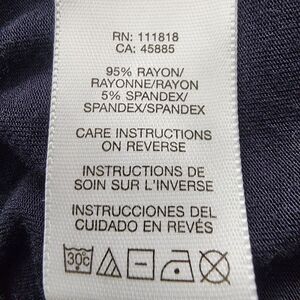 RN: 111818
CA: 45885
95% RAYON/
RAYONNE/RAYON
5% SPANDEX/
SPANDEX/SPANDEX
CARE INSTRUCTIONS
ON REVERSE
INSTRUCTIONS DE
SOIN SUR L'INVERSE
INSTRUCCIONES DEL
CUIDADO EN REVÉS
30°C